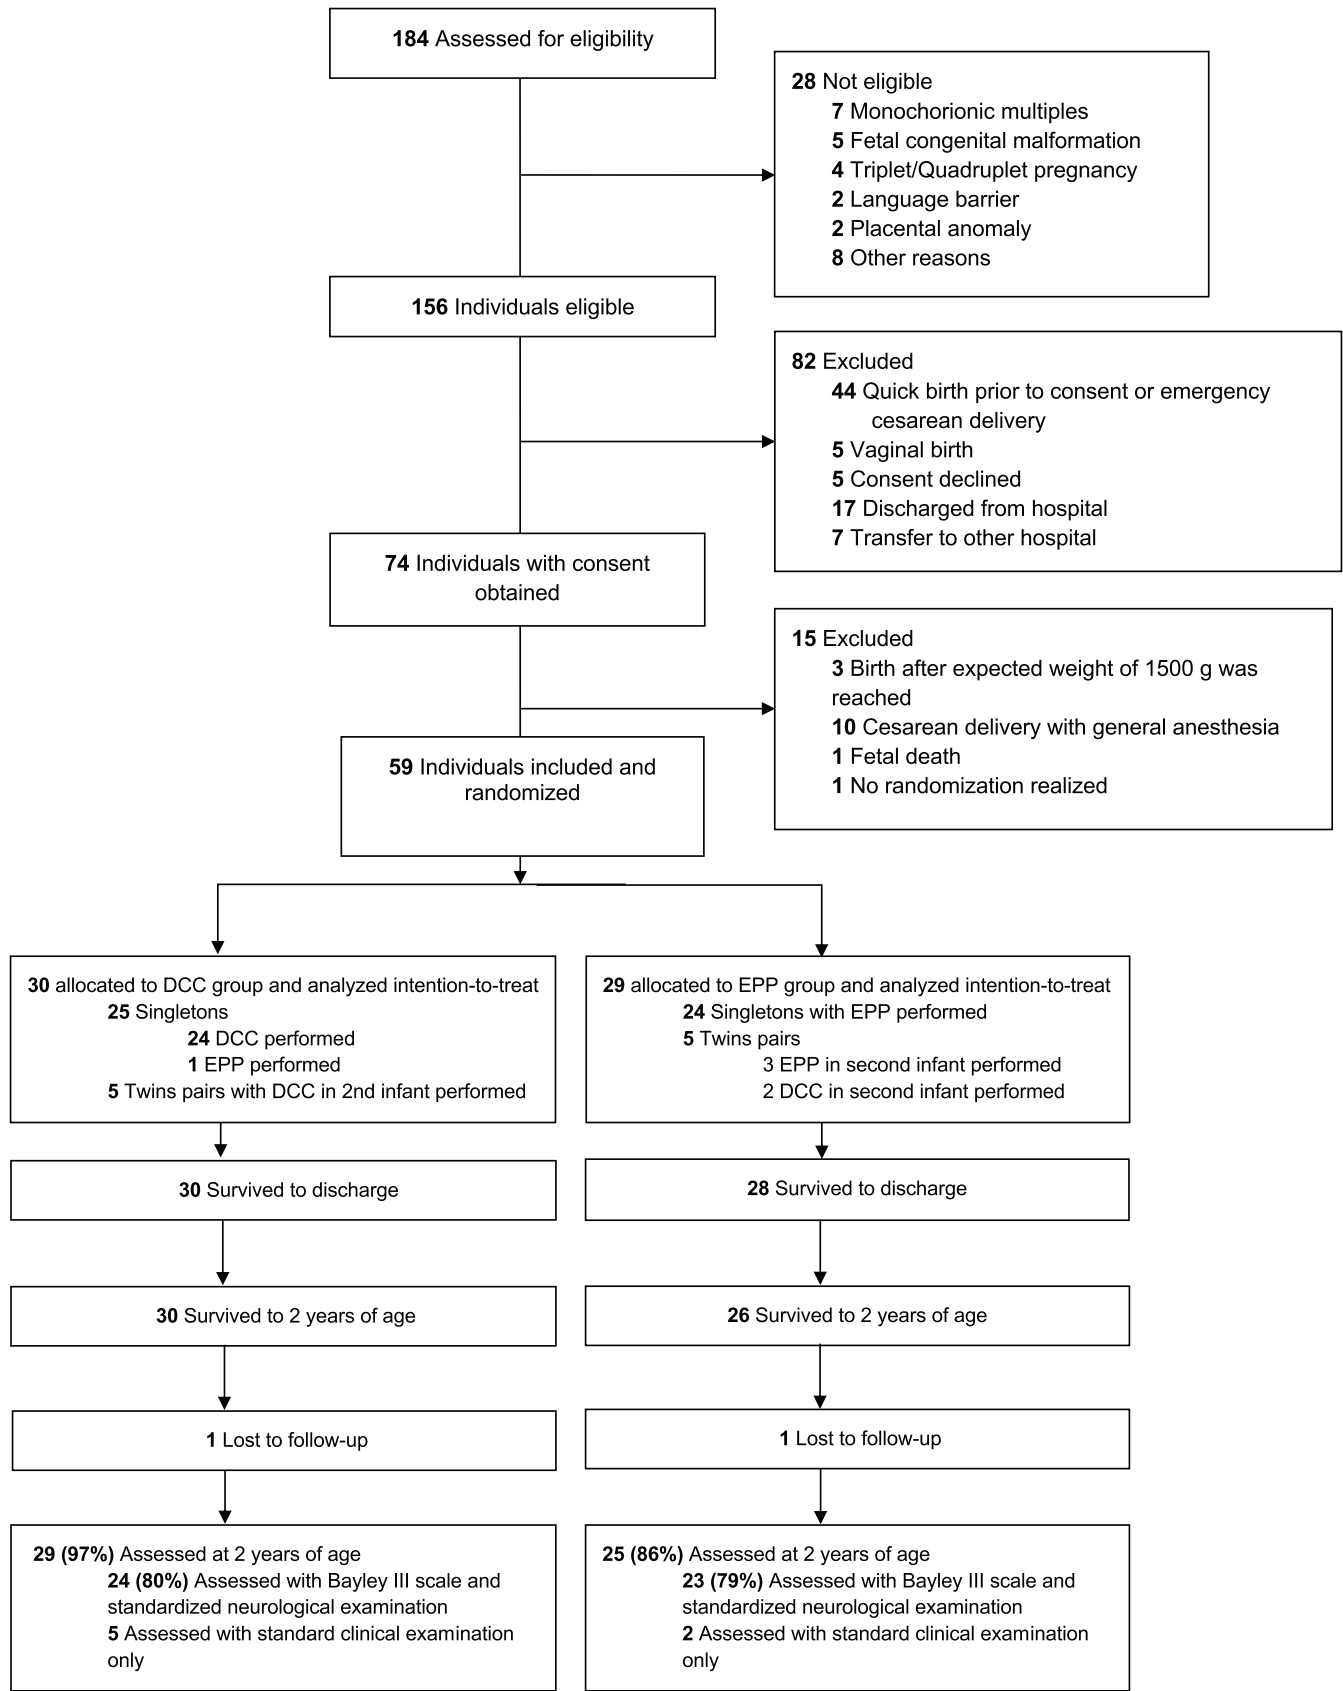 184 Assessed for eligibility
28 Not eligible
7 Monochorionic multiples
5 Fetal congenital malformation
4 Triplet/Quadruplet pregnancy
2 Language barrier
2 Placental anomaly
8 Other reasons
156 Individuals eligible
82 Excluded
44 Quick birth prior to consent or emergency
cesarean delivery
5 Vaginal birth
5 Consent declined
17 Discharged from hospital
7 Transfer to other hospital
74 Individuals with consent
obtained
15 Excluded
3 Birth after expected weight of 1500 g was
reached
10 Cesarean delivery with general anesthesia
1 Fetal death
1 No randomization realized
59 Individuals included and
randomized
30 allocated to DCC group and analyzed intention-to-treat
25 Singletons
24 DCC performed
1 EPP performed
5 Twins pairs with DCC in 2nd infant performed
29 allocated to EPP group and analyzed intention-to-treat
24 Singletons with EPP performed
5 Twins pairs
3 EPP in second infant performed
2 DCC in second infant performed
30 Survived to discharge
28 Survived to discharge
30 Survived to 2 years of age
26 Survived to 2 years of age
1 Lost to follow-up
1 Lost to follow-up
29 (97%) Assessed at 2 years of age
24 (80%) Assessed with Bayley III scale and
standardized neurological examination
5 Assessed with standard clinical examination
only
25 (86%) Assessed at 2 years of age
23 (79%) Assessed with Bayley III scale and
standardized neurological examination
2 Assessed with standard clinical examination
only